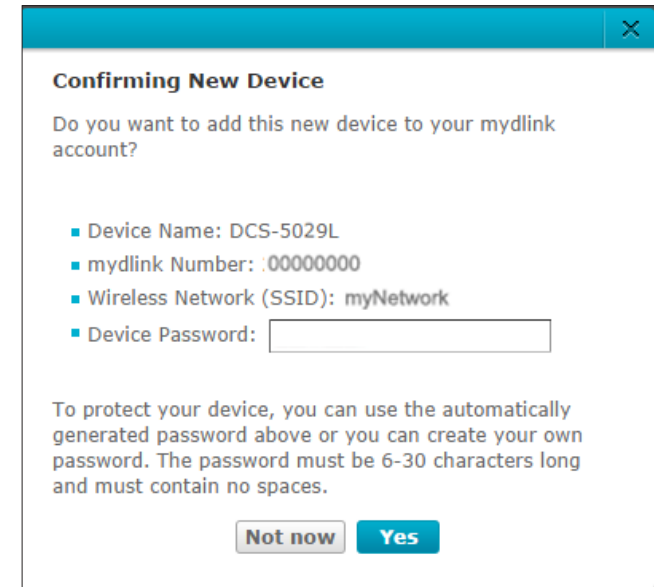 Confirming New Device
Do you want to add this new device to your mydlink
account?
Device Name: DCS-5029L
mydlink Number: 00000000
Wireless Network (SSID): myNetwork
Device Password:
To protect your device, you can use the automatically
generated password above or you can create your own
password. The password must be 6-30 characters long
and must contain no spaces.
Not now Yes